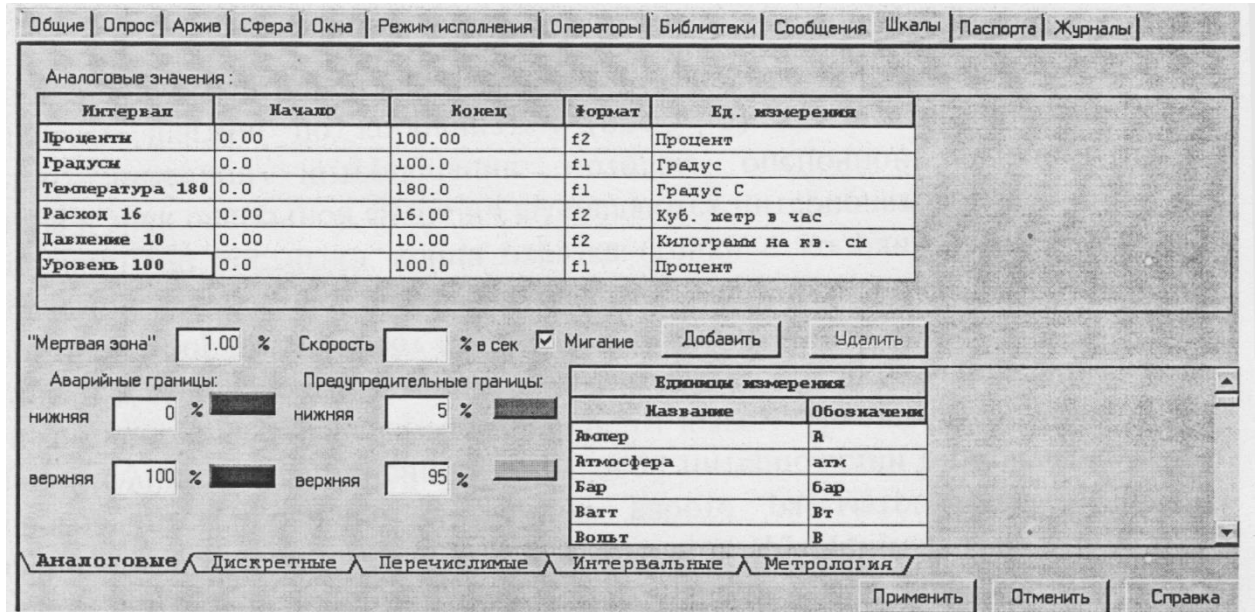 Общие Опрос Архив Сфера Окна Режим исполнения Операторы Библиотеки Сообщения Шкалы Паспорта Журналы
Аналоговые значения :
Интервал Начало Конец Формат Ед. измерения
Проценты 0.00 100.00 f2 Процент
Градусы 0.0 100.0 f1 Градус
Температура 180 0.0 180.0 f1 Градус С
Расход 16 0.00 16.00 f2 Куб. метр в час
Давление 10 0.00 10.00 f2 Килограмм на кв. см
Уровень 100 0.0 100.0 f1 Процент
"Мертвая зона" 1.00 % Скорость % в сек Мигание Добавить Удалить
Аварийные границы: Предупредительные границы: Единицы измерения
нижняя 0 % нижняя 5 % Название Обозначени
Ампер А
Атмосфера атм
верхняя 100 % верхняя 95 % Бар бар
Ватт Вт
Вольт В
Аналоговые Дискретные Перечислимые Интервальные Метрология
Применить Отменить Справка